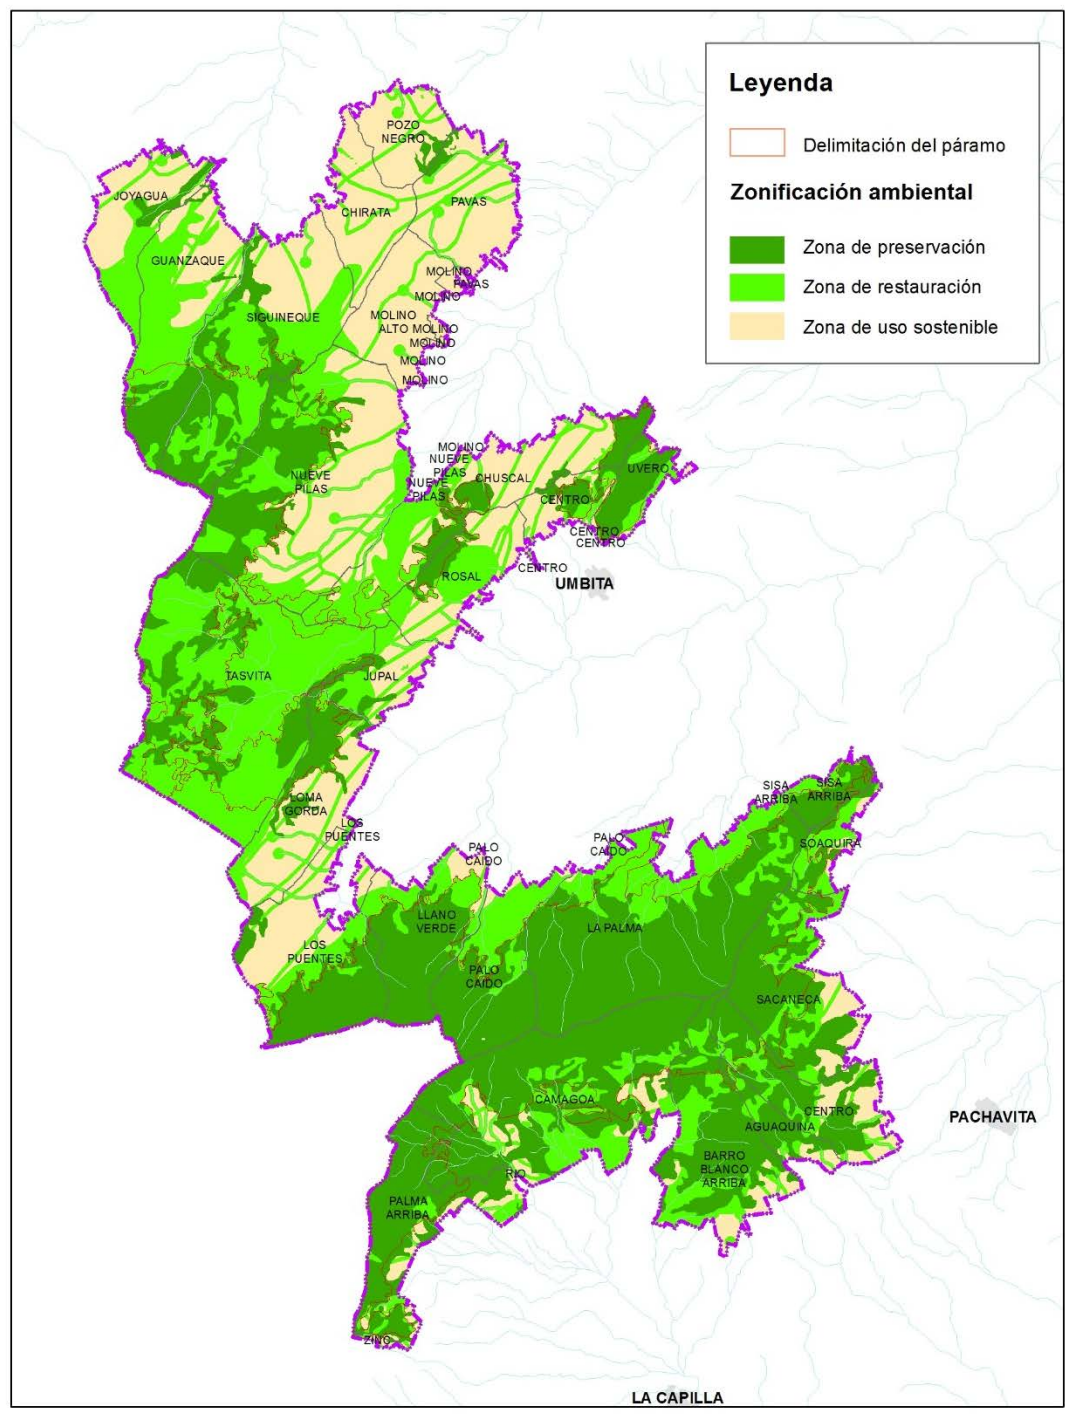 Leyenda
Delimitación del páramo
Zonificación ambiental
Zona de preservación
Zona de restauración
Zona de uso sostenible
POZO
NEGRO
JOYAGUA
CHIRATA
PAVAS
GUANZAQUE
MOLINO
PAVAS
MOLINO
SIGUINEQUE
MOLINO
ALTO MOLINO
MOLINO
MOLINO
MOLINO
MOLINO
NUEVE
PILAS
NUEVE
PILAS
CHUSCAL
UVERO
NUEVE
PILAS
CENTRO
CENTRO
CENTRO
CENTRO
ROSAL
UMBITA
TASVITA
JUPAL
LOMA
GORDA
LOS
PUENTES
SISA
ARRIBA
SISA
ARRIBA
PALO
CAIDO
PALO
CAIDO
SOAQUIRA
LLANO
VERDE
LA PALMA
LOS
PUENTES
PALO
CAIDO
SACANECA
CAMAGOA
CENTRO
AGUAQUINA
PACHAVITA
BARRO
BLANCO
ARRIBA
RIO
PALMA
ARRIBA
ZINC
LA CAPILLA